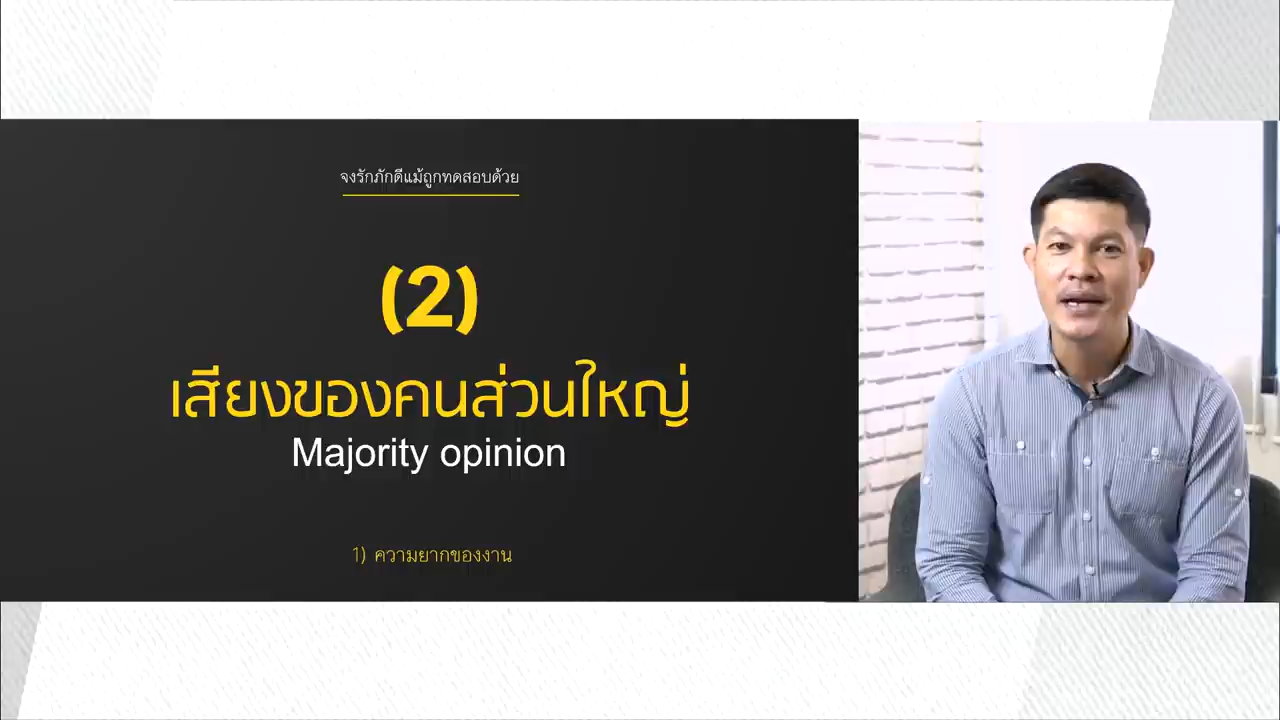 จงรักภักดีแม้ถูกทดสอบด้วย
(2)
เสียงของคนส่วนใหญ่
Majority opinion
1) ความยากของงาน